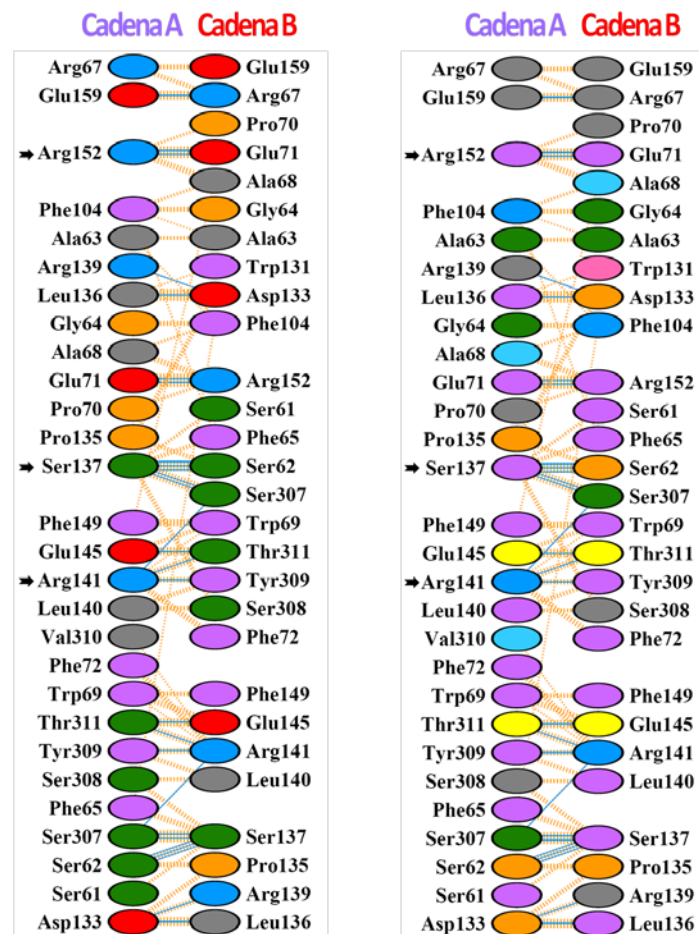 Cadena A Cadena B
Arg67 Glu159
Glu159 Arg67
Pro70
Arg152 Glu71
Ala68
Phe104 Gly64
Ala63 Ala63
Arg139 Trp131
Leu136 Asp133
Gly64 Phe104
Ala68
Glu71 Arg152
Pro70 Ser61
Pro135 Phe65
Ser137 Ser62
Ser307
Phe149 Trp69
Glu145 Thr311
Arg141 Tyr309
Leu140 Ser308
Val310 Phe72
Phe72
Trp69 Phe149
Thr311 Glu145
Tyr309 Arg141
Ser308 Leu140
Phe65
Ser307 Ser137
Ser62 Pro135
Ser61 Arg139
Asp133 Leu136
Cadena A Cadena B
Arg67 Glu159
Glu159 Arg67
Pro70
Arg152 Glu71
Ala68
Phe104 Gly64
Ala63 Ala63
Arg139 Trp131
Leu136 Asp133
Gly64 Phe104
Ala68
Glu71 Arg152
Pro70 Ser61
Pro135 Phe65
Ser137 Ser62
Ser307
Phe149 Trp69
Glu145 Thr311
Arg141 Tyr309
Leu140 Ser308
Val310 Phe72
Phe72
Trp69 Phe149
Thr311 Glu145
Tyr309 Arg141
Ser308 Leu140
Phe65
Ser307 Ser137
Ser62 Pro135
Ser61 Arg139
Asp133 Leu136